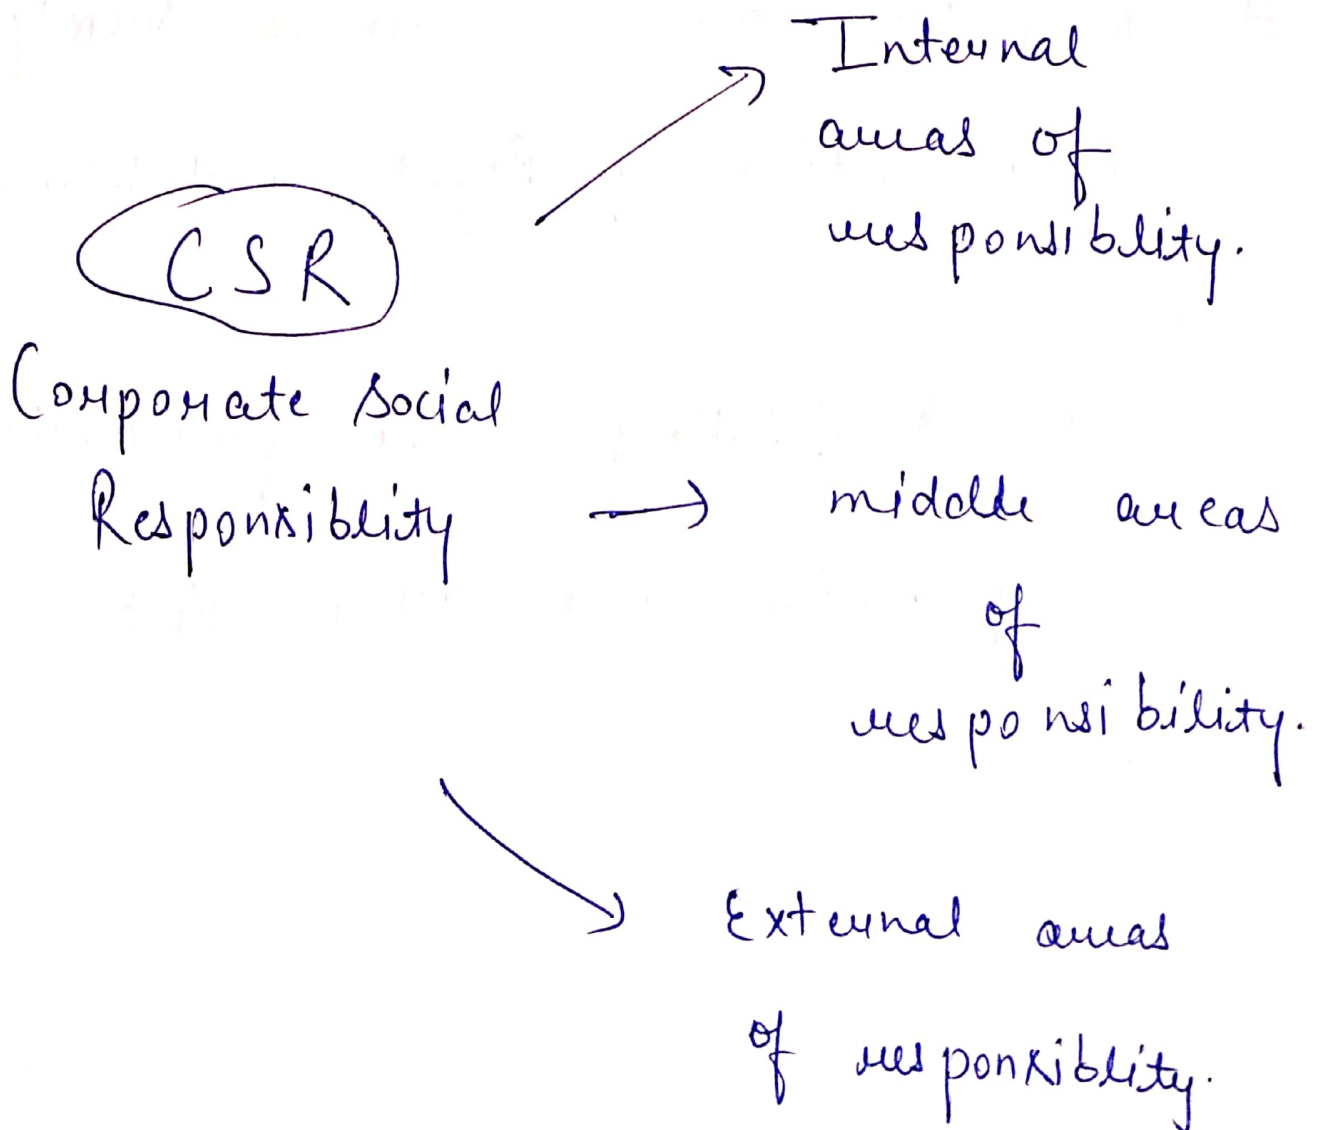 CSR
Corporate social
Responsiblity
Internal
areas of
responsiblity.
middle areas
of
responsibility.
External areas
of responsiblity.